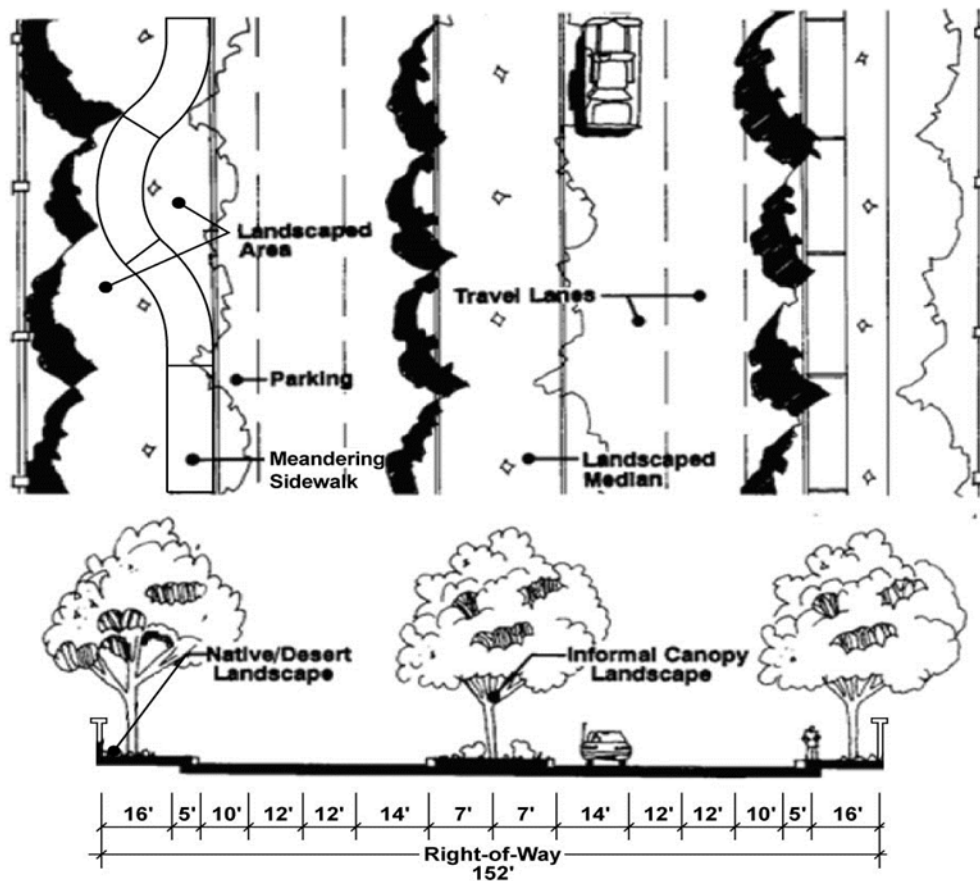 Landscaped
Area
Travel Lanes
Parking
Meandering
Sidewalk
Landscaped
Median
Native/Desert
Landscape
Informal Canopy
Landscape
16' 5' 10' 12' 12' 14' 7' 7' 14' 12' 12' 10' 5' 16'
Right-of-Way
152'